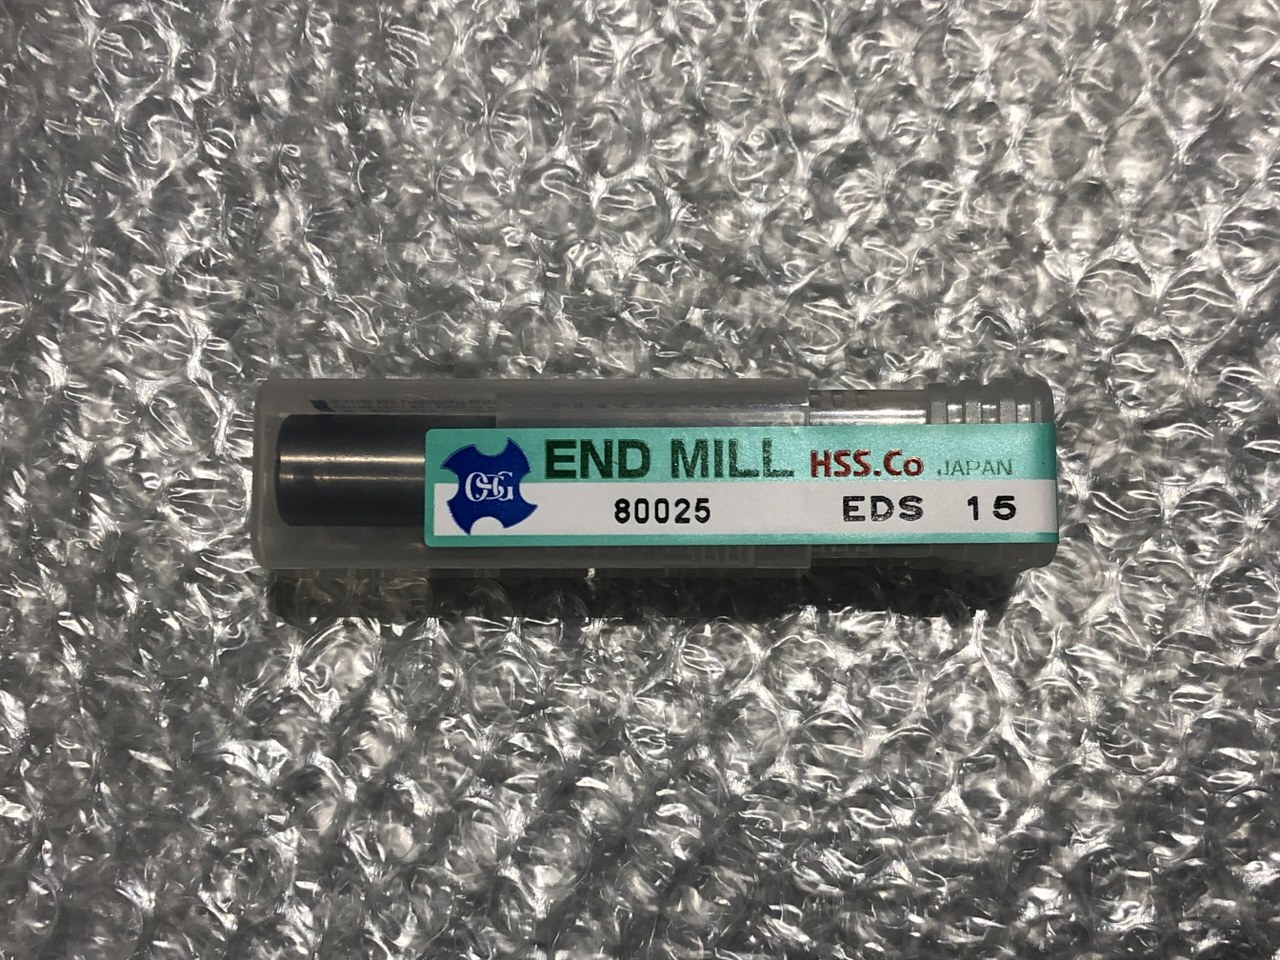 OSG END MILL HSS.Co JAPAN
80025 EDS 15